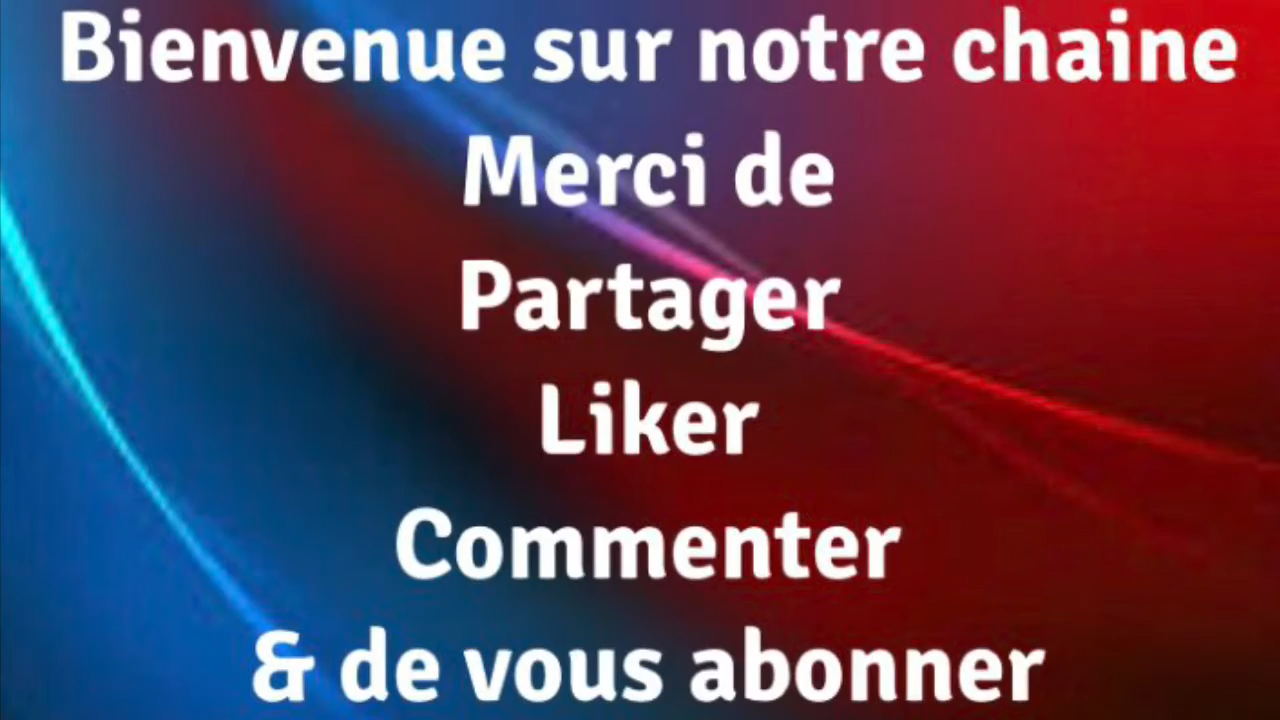 Bienvenue sur notre chaine
Merci de
Partager
Liker
Commenter
& de vous abonner